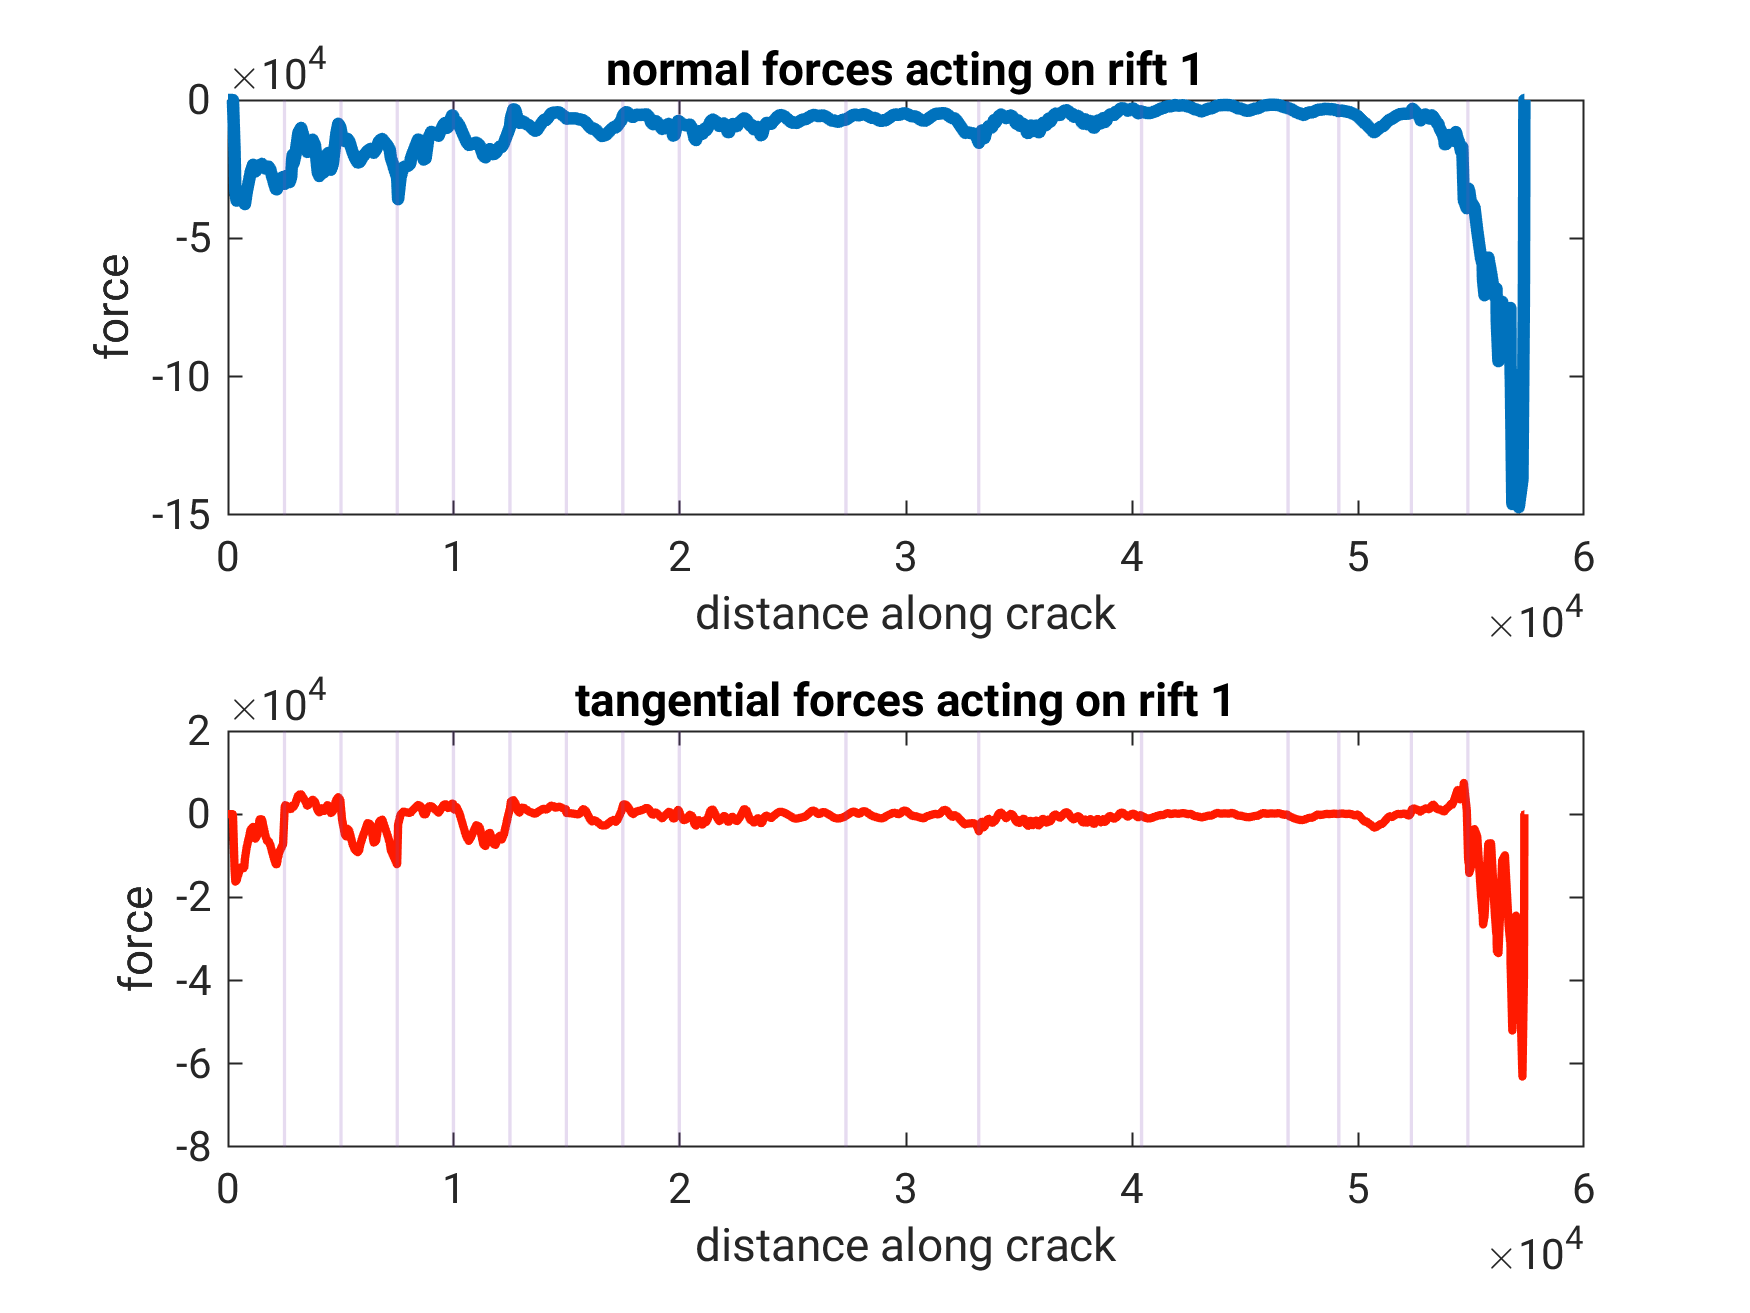 ×10⁴
normal forces acting on rift 1
0
-5
-10
-15
force
0 1 2 3 4 5 6
distance along crack
×10⁴
×10⁴
tangential forces acting on rift 1
2
0
-2
-4
-6
-8
force
0 1 2 3 4 5 6
distance along crack
×10⁴